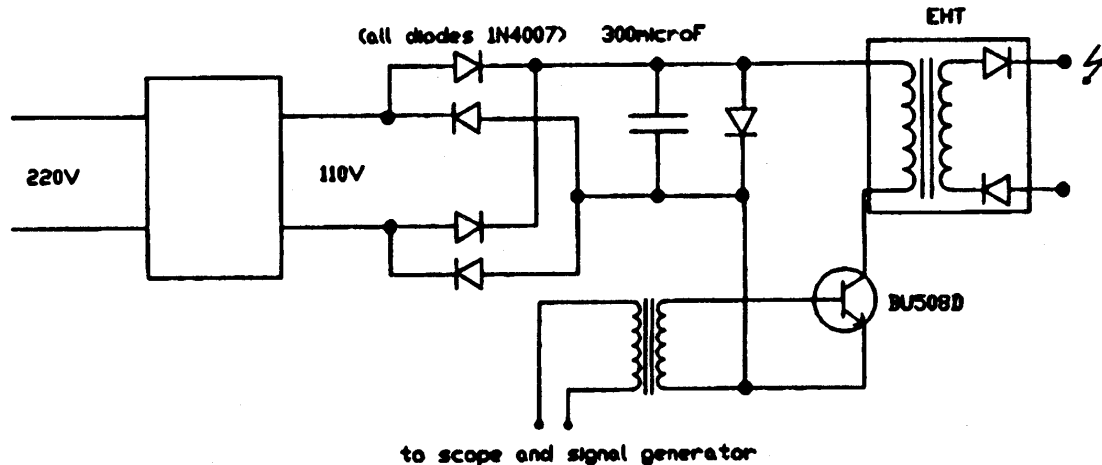 EHT
(all diodes 1N4007) 300microF
220V
110V
BU508D
to scope and signal generator